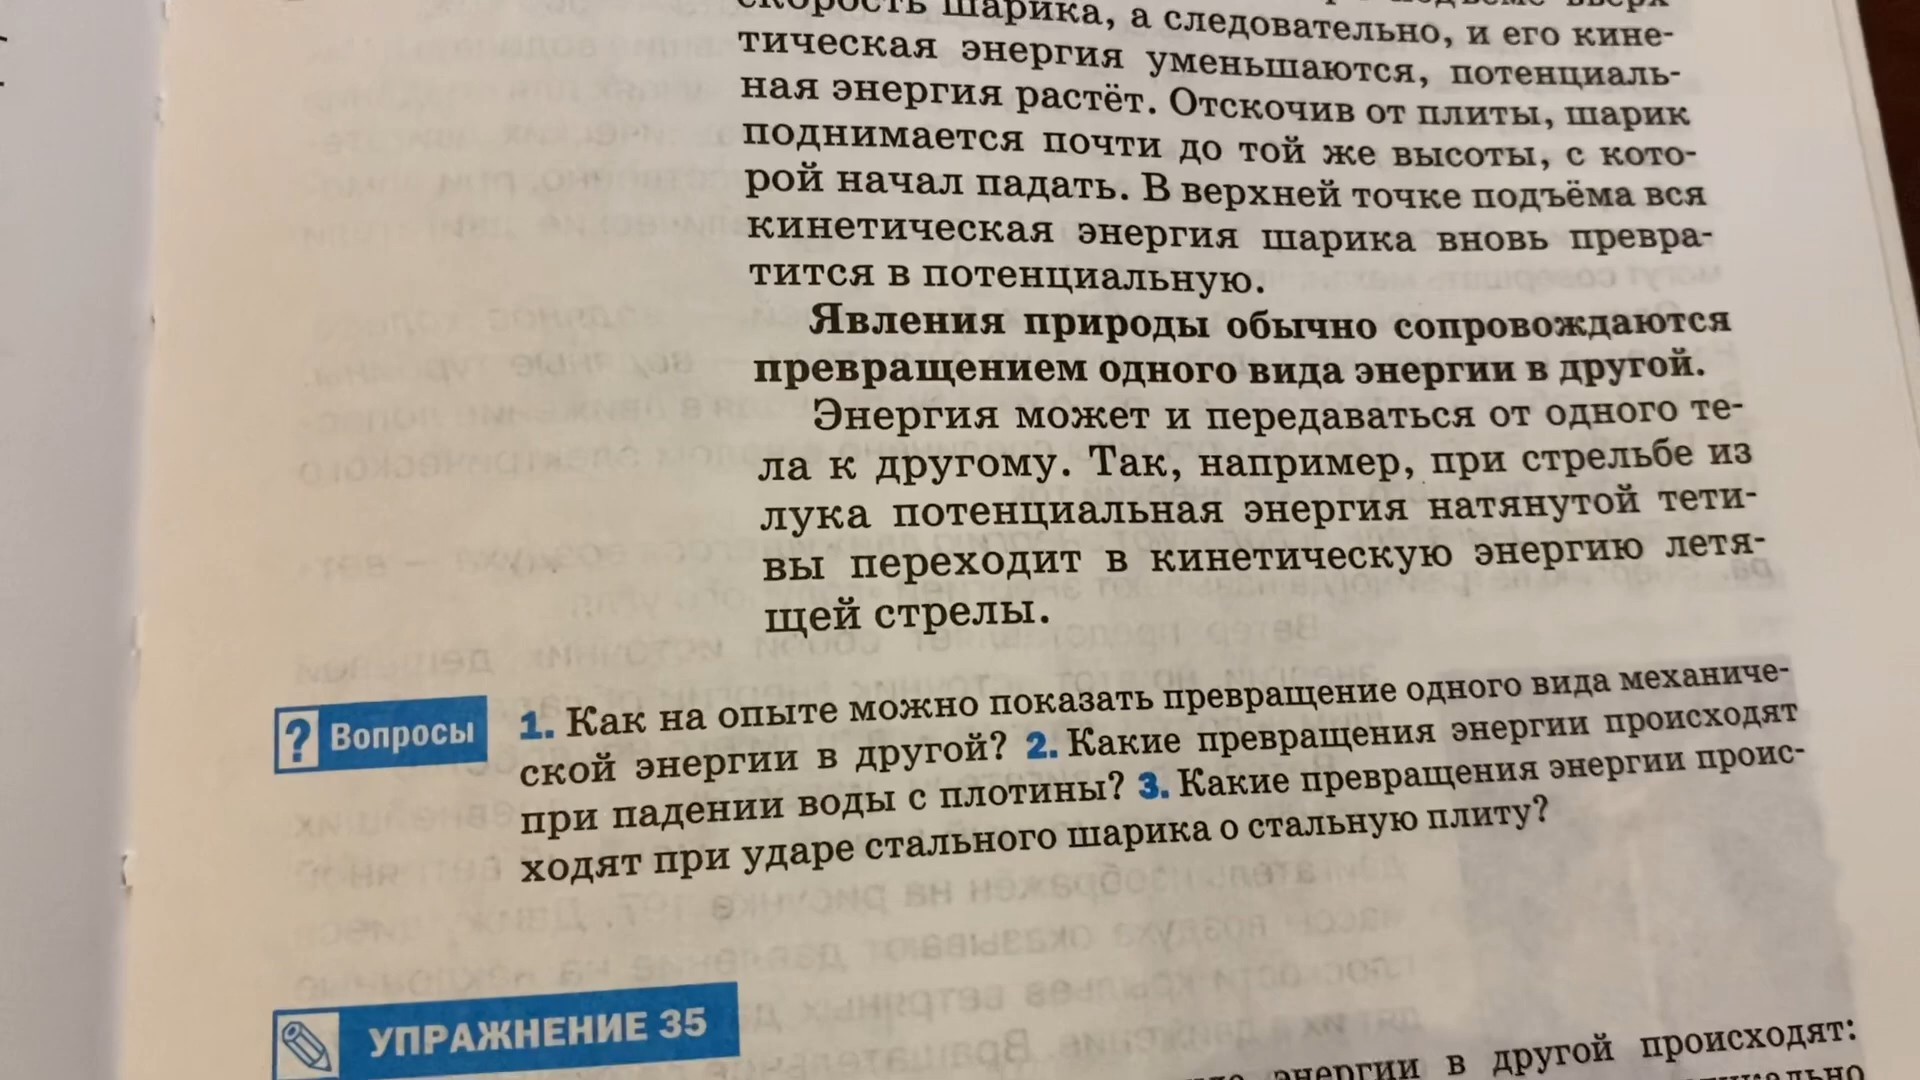 скорость шарика, а следовательно, и его кине-
тическая энергия уменьшаются, потенциаль-
ная энергия растёт. Отскочив от плиты, шарик
поднимается почти до той же высоты, с кото-
рой начал падать. В верхней точке подъёма вся
кинетическая энергия шарика вновь превра-
тится в потенциальную.
Явления природы обычно сопровождаются
превращением одного вида энергии в другой.
Энергия может и передаваться от одного те-
ла к другому. Так, например, при стрельбе из
лука потенциальная энергия натянутой тети-
вы переходит в кинетическую энергию летя-
щей стрелы.
? Вопросы
1. Как на опыте можно показать превращение одного вида механиче-
ской энергии в другой? 2. Какие превращения энергии происходят
при падении воды с плотины? 3. Какие превращения энергии проис-
ходят при ударе стального шарика о стальную плиту?
УПРАЖНЕНИЕ 35
энергии в другой происходят: